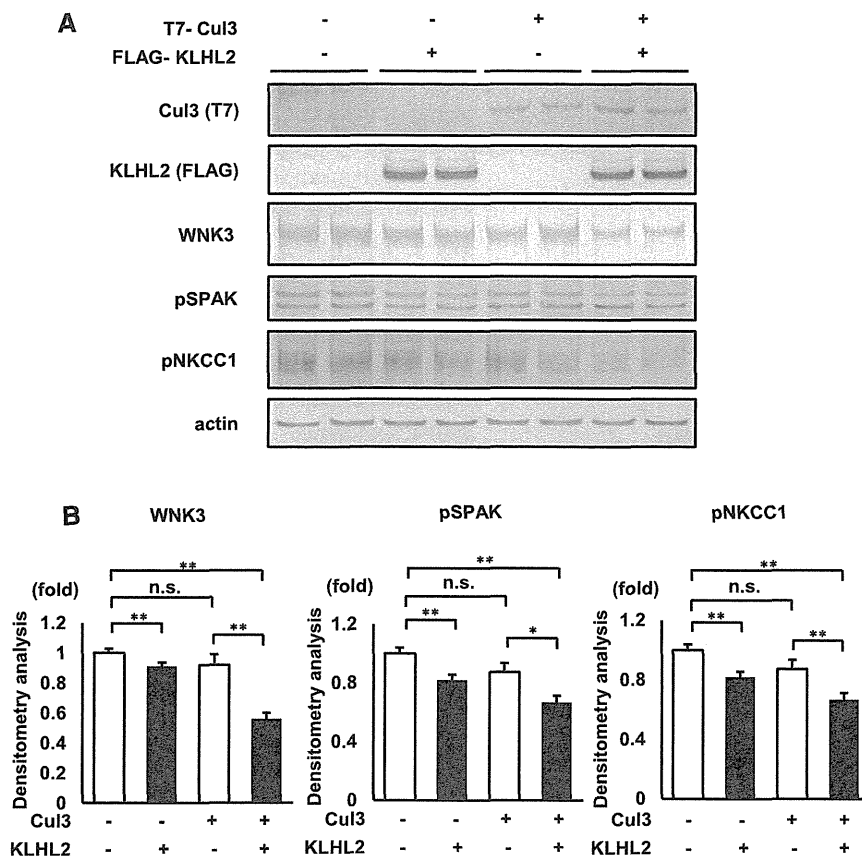 A
T7- Cul3 - - + +
FLAG- KLHL2 - + - +
Cul3 (T7)
KLHL2 (FLAG)
WNK3
pSPAK
pNKCC1
actin
B
WNK3
(fold)
Densitometry analysis
1.2
1
0.8
0.6
0.4
0.2
0
**
n.s.
** **
Cul3 - - + +
KLHL2 - + - +
pSPAK
(fold)
Densitometry analysis
1.2
0.8
0.4
0
**
n.s.
** *
Cul3 - - + +
KLHL2 - + - +
pNKCC1
(fold)
Densitometry analysis
1.2
0.8
0.4
0
**
n.s.
** **
Cul3 - - + +
KLHL2 - + - +